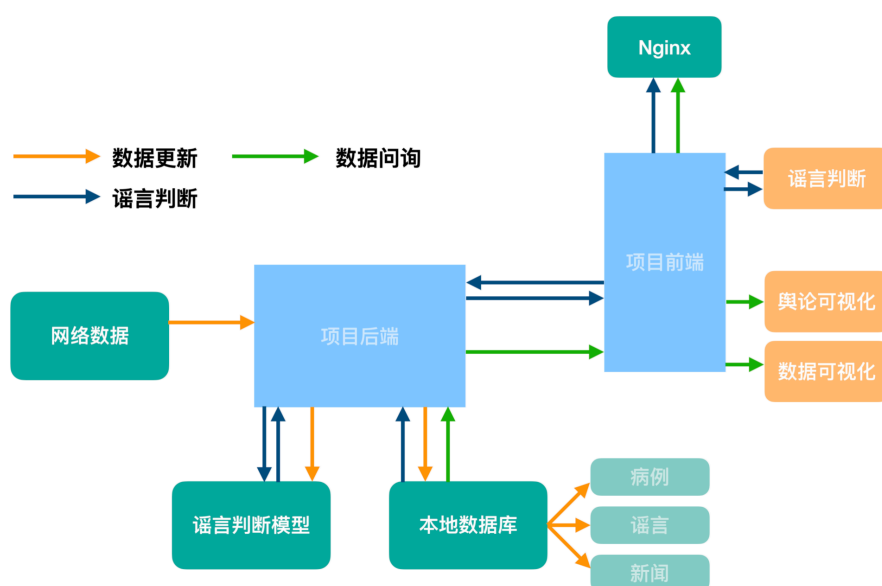 Nginx
数据更新
数据问询
谣言判断
谣言判断
项目前端
舆论可视化
网络数据
项目后端
数据可视化
病例
谣言判断模型
本地数据库
谣言
新闻